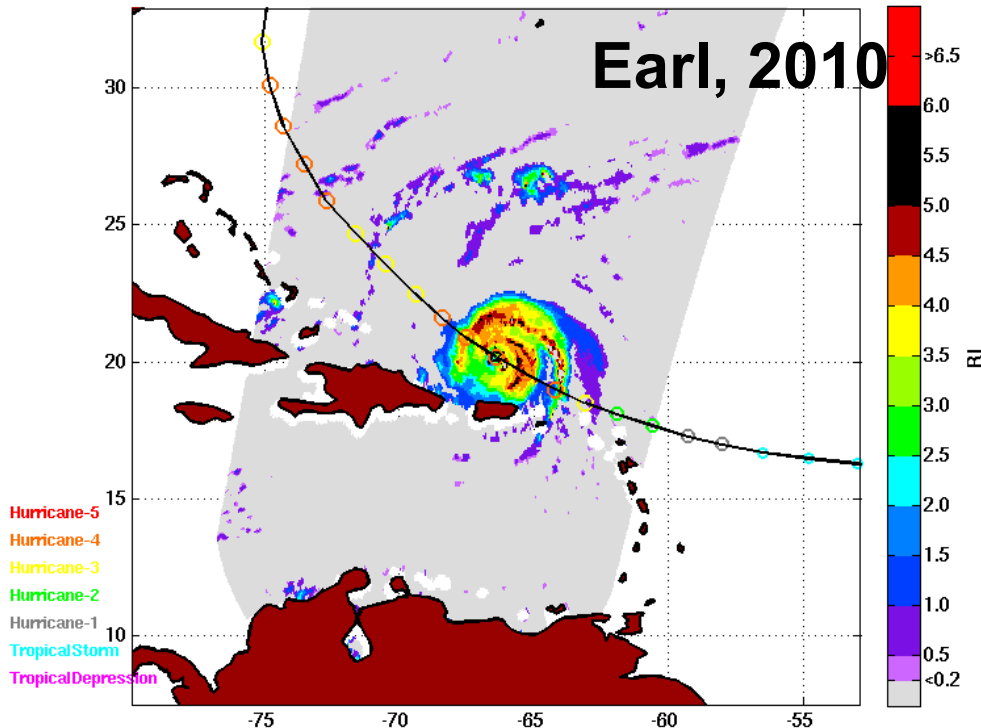 Earl, 2010
30
25
20
15
10
-75
-70
-65
-60
-55
>6.5
6.0
5.5
5.0
4.5
4.0
3.5
3.0
2.5
2.0
1.5
1.0
0.5
<0.2
RI
Hurricane-5
Hurricane-4
Hurricane-3
Hurricane-2
Hurricane-1
TropicalStorm
TropicalDepression